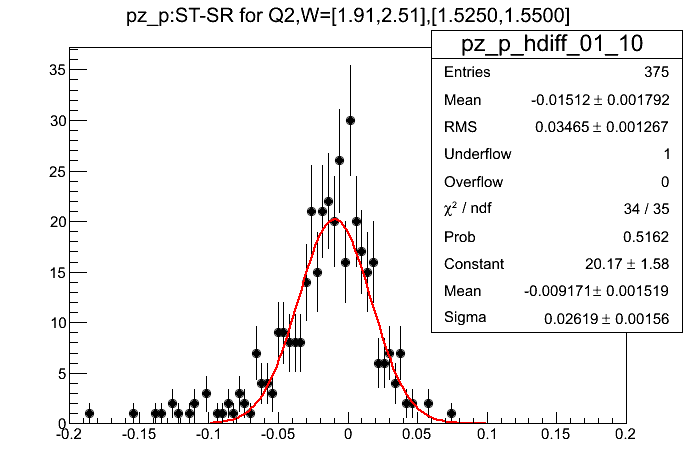 pz_p:ST-SR for Q2,W=[1.91,2.51],[1.5250,1.5500]
pz_p_hdiff_01_10
Entries 375
Mean -0.01512 ± 0.001792
RMS 0.03465 ± 0.001267
Underflow 1
Overflow 0
χ² / ndf 34 / 35
Prob 0.5162
Constant 20.17 ± 1.58
Mean -0.009171 ± 0.001519
Sigma 0.02619 ± 0.00156
35
30
25
20
15
10
5
0
-0.2 -0.15 -0.1 -0.05 0 0.05 0.1 0.15 0.2